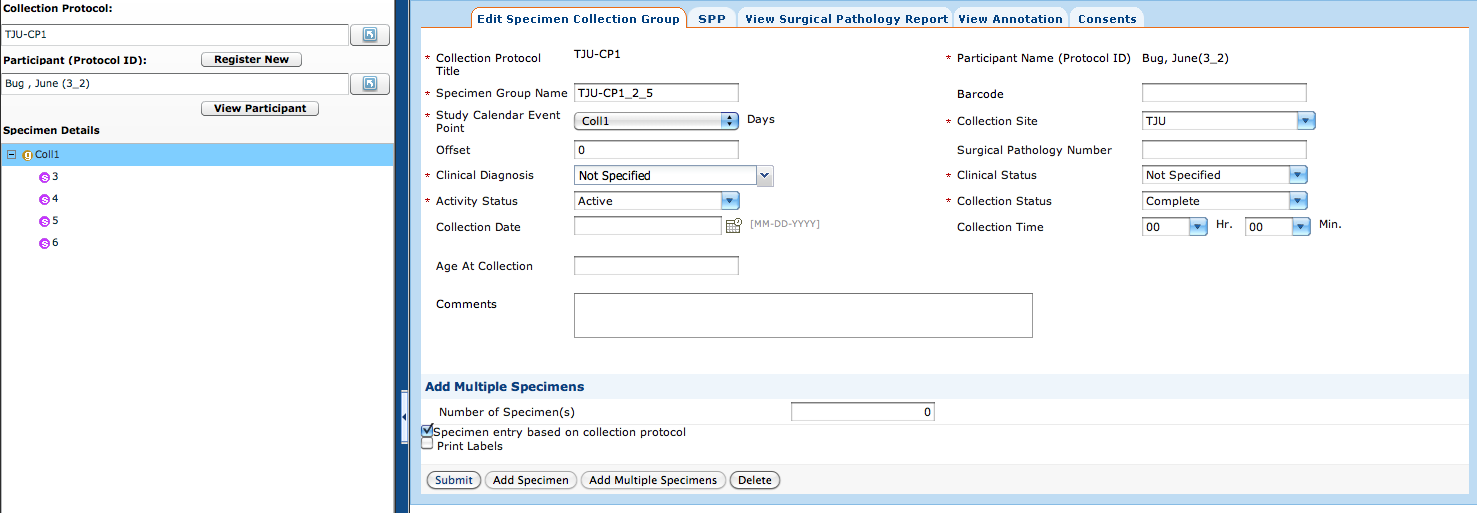 Collection Protocol:
TJU-CP1
Participant (Protocol ID): Register New
Bug , June (3_2)
View Participant
Specimen Details
g Coll1
S 3
S 4
S 5
S 6
Edit Specimen Collection Group SPP View Surgical Pathology Report View Annotation Consents
* Collection Protocol Title TJU-CP1 * Participant Name (Protocol ID) Bug, June(3_2)
* Specimen Group Name TJU-CP1_2_5 Barcode
* Study Calendar Event Point Coll1 Days * Collection Site TJU
Offset 0 Surgical Pathology Number
* Clinical Diagnosis Not Specified * Clinical Status Not Specified
* Activity Status Active * Collection Status Complete
Collection Date [MM-DD-YYYY] Collection Time 00 Hr. 00 Min.
Age At Collection
Comments
Add Multiple Specimens
Number of Specimen(s) 0
Specimen entry based on collection protocol
Print Labels
Submit Add Specimen Add Multiple Specimens Delete